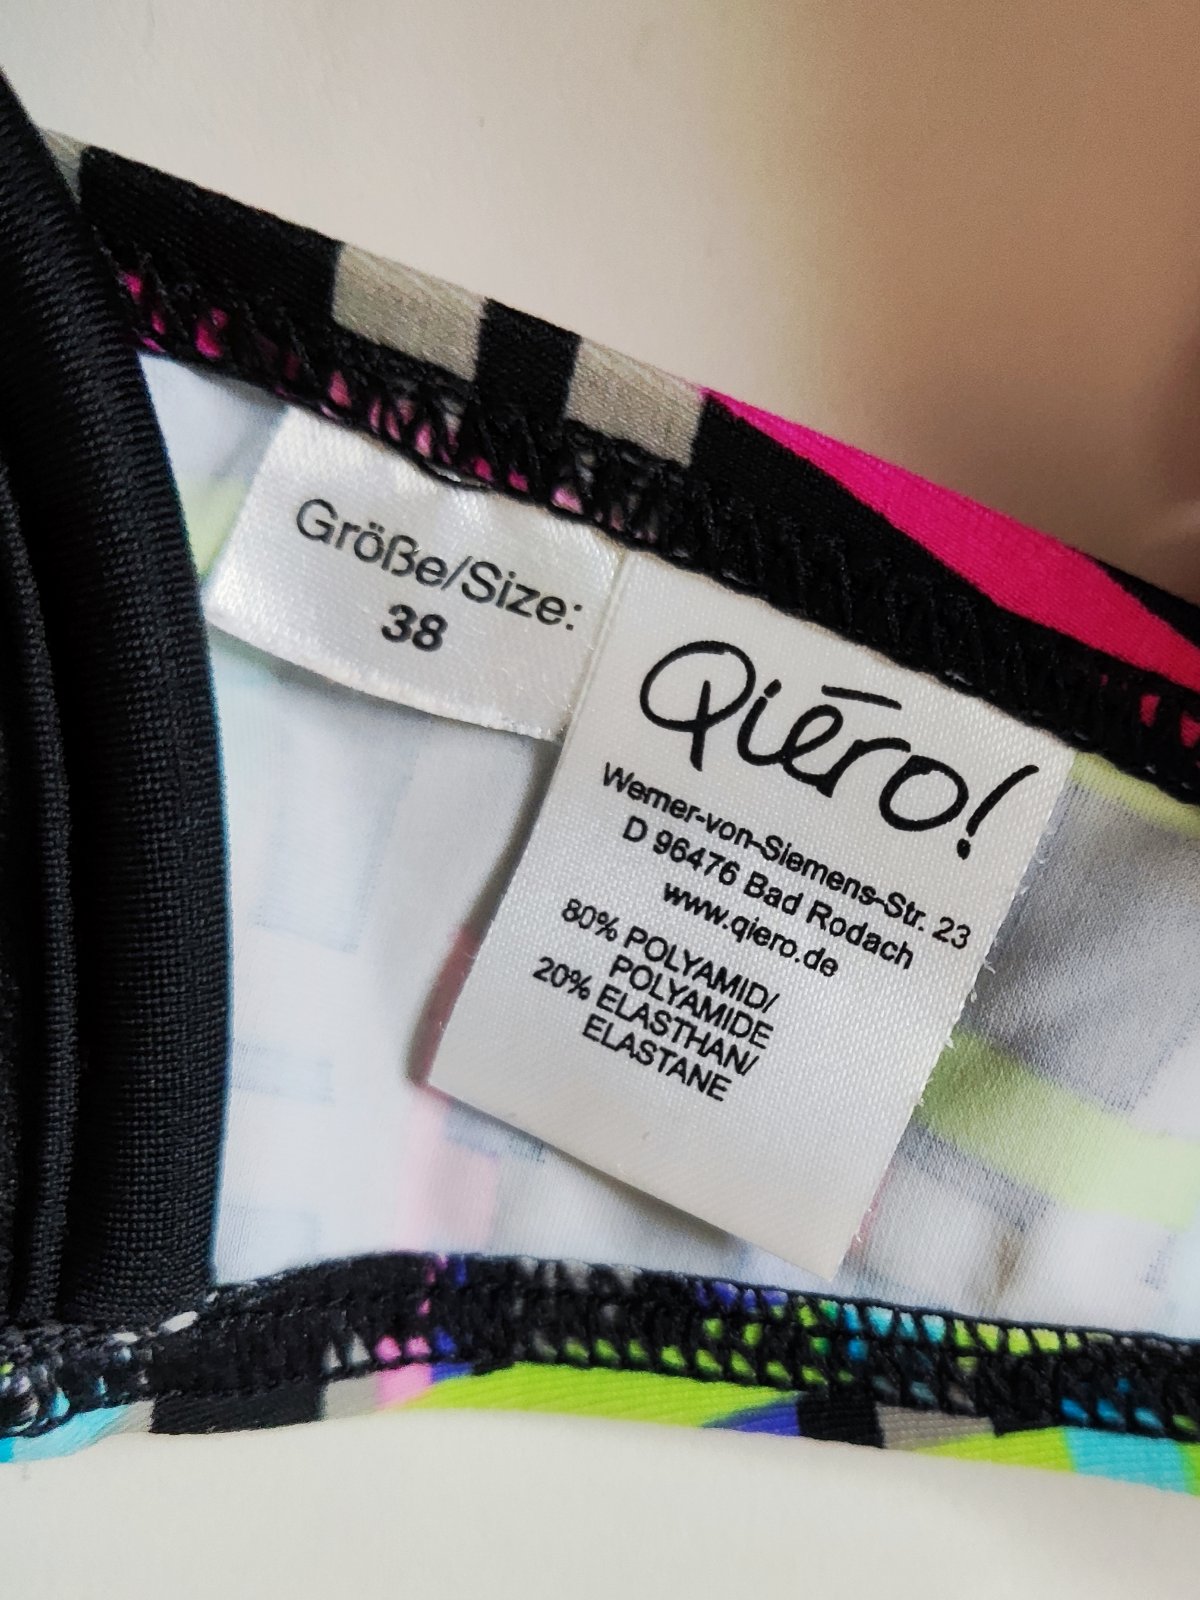 Größe/Size:
38
Qiéro!
Werner-von-Siemens-Str. 23
D 96476 Bad Rodach
www.qiero.de
80% POLYAMID/
POLYAMIDE
20% ELASTHAN/
ELASTANE